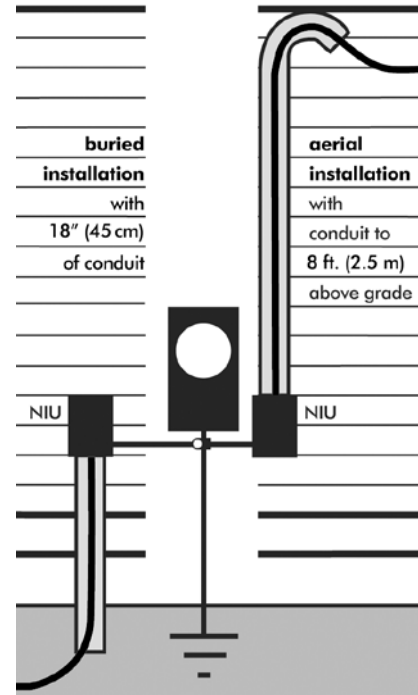 buried
installation
with
18” (45 cm)
of conduit
aerial
installation
with
conduit to
8 ft. (2.5 m)
above grade
NIU
NIU